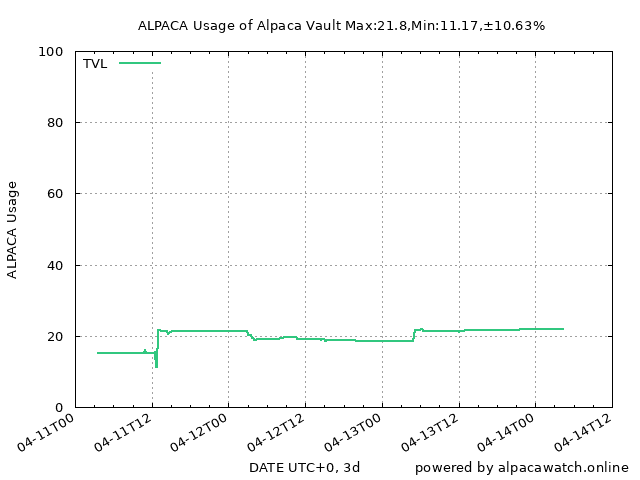 ALPACA Usage of Alpaca Vault Max:21.8,Min:11.17,±10.63%
100
TVL
80
60
ALPACA Usage
40
20
0
04-11T00
04-11T12
04-12T00
04-12T12
04-13T00
04-13T12
04-14T00
04-14T12
DATE UTC+0, 3d
powered by alpacawatch.online